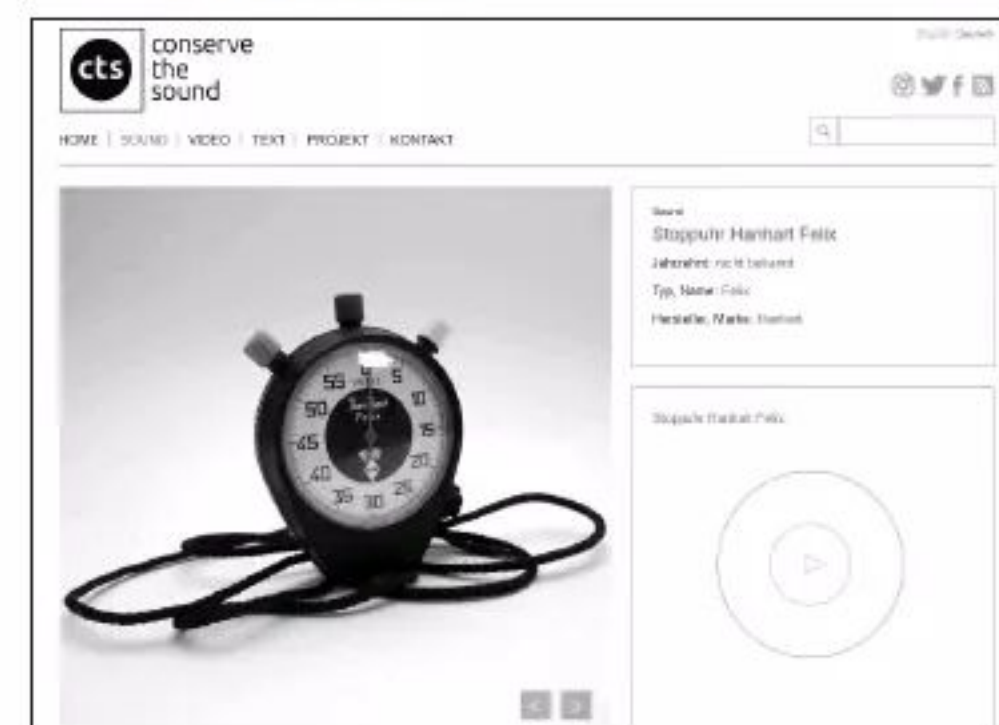 cts
conserve
the
sound
HOME | SOUND | VIDEO | TEXT | PROJEKT | KONTAKT
Sound
Stoppuhr Hanhart Felix
Jahrzehnt: nicht bekannt
Typ, Name: Felix
Hersteller, Marke: Hanhart
55 5
50 10
45 15
40 20
35 30 25
Stoppuhr Hanhart Felix
< >